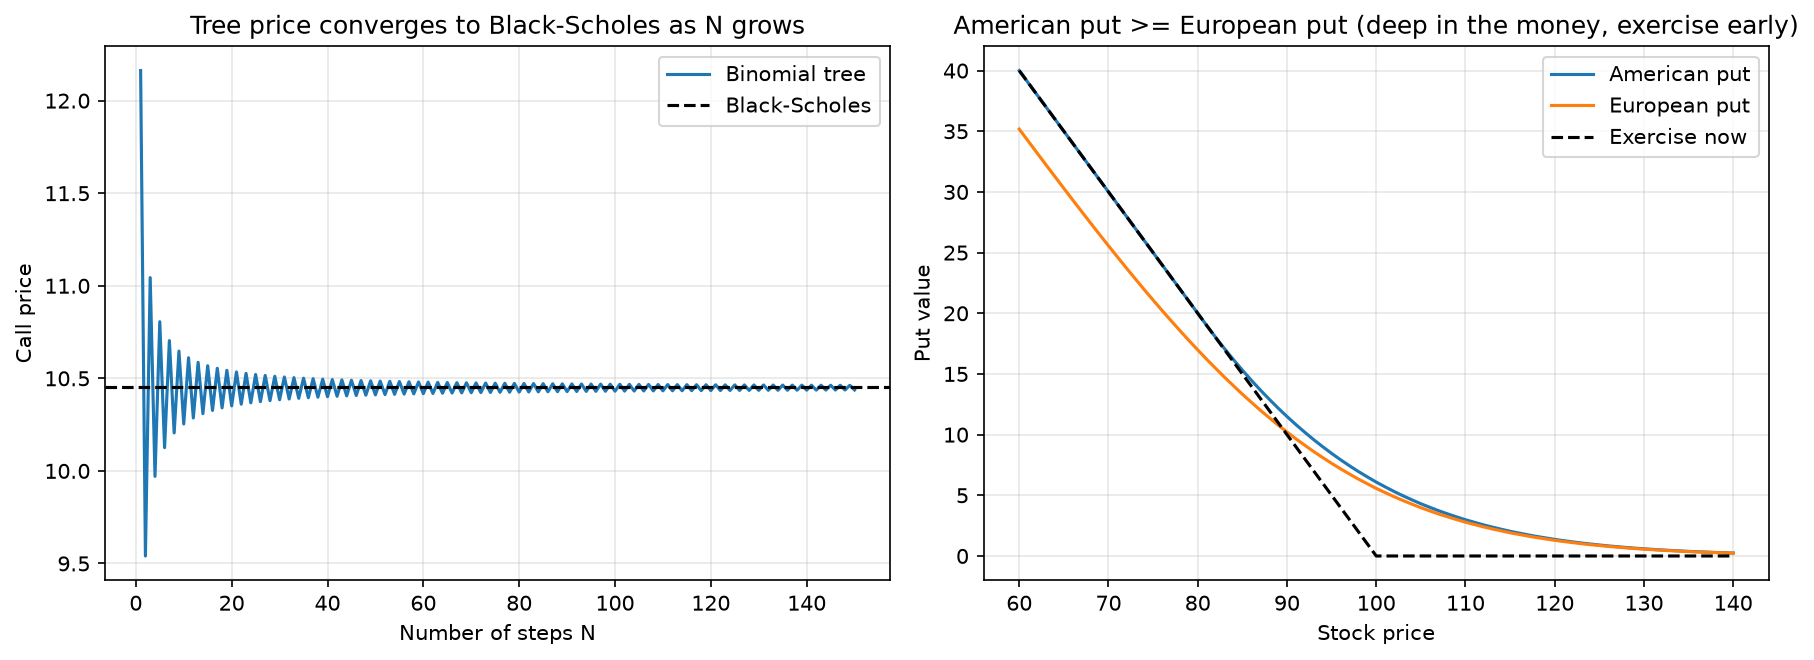 Tree price converges to Black-Scholes as N grows
Binomial tree
Black-Scholes
12.0
11.5
11.0
10.5
10.0
9.5
Call price
0 20 40 60 80 100 120 140
Number of steps N
American put >= European put (deep in the money, exercise early)
American put
European put
Exercise now
40
35
30
25
20
15
10
5
0
Put value
60 70 80 90 100 110 120 130 140
Stock price